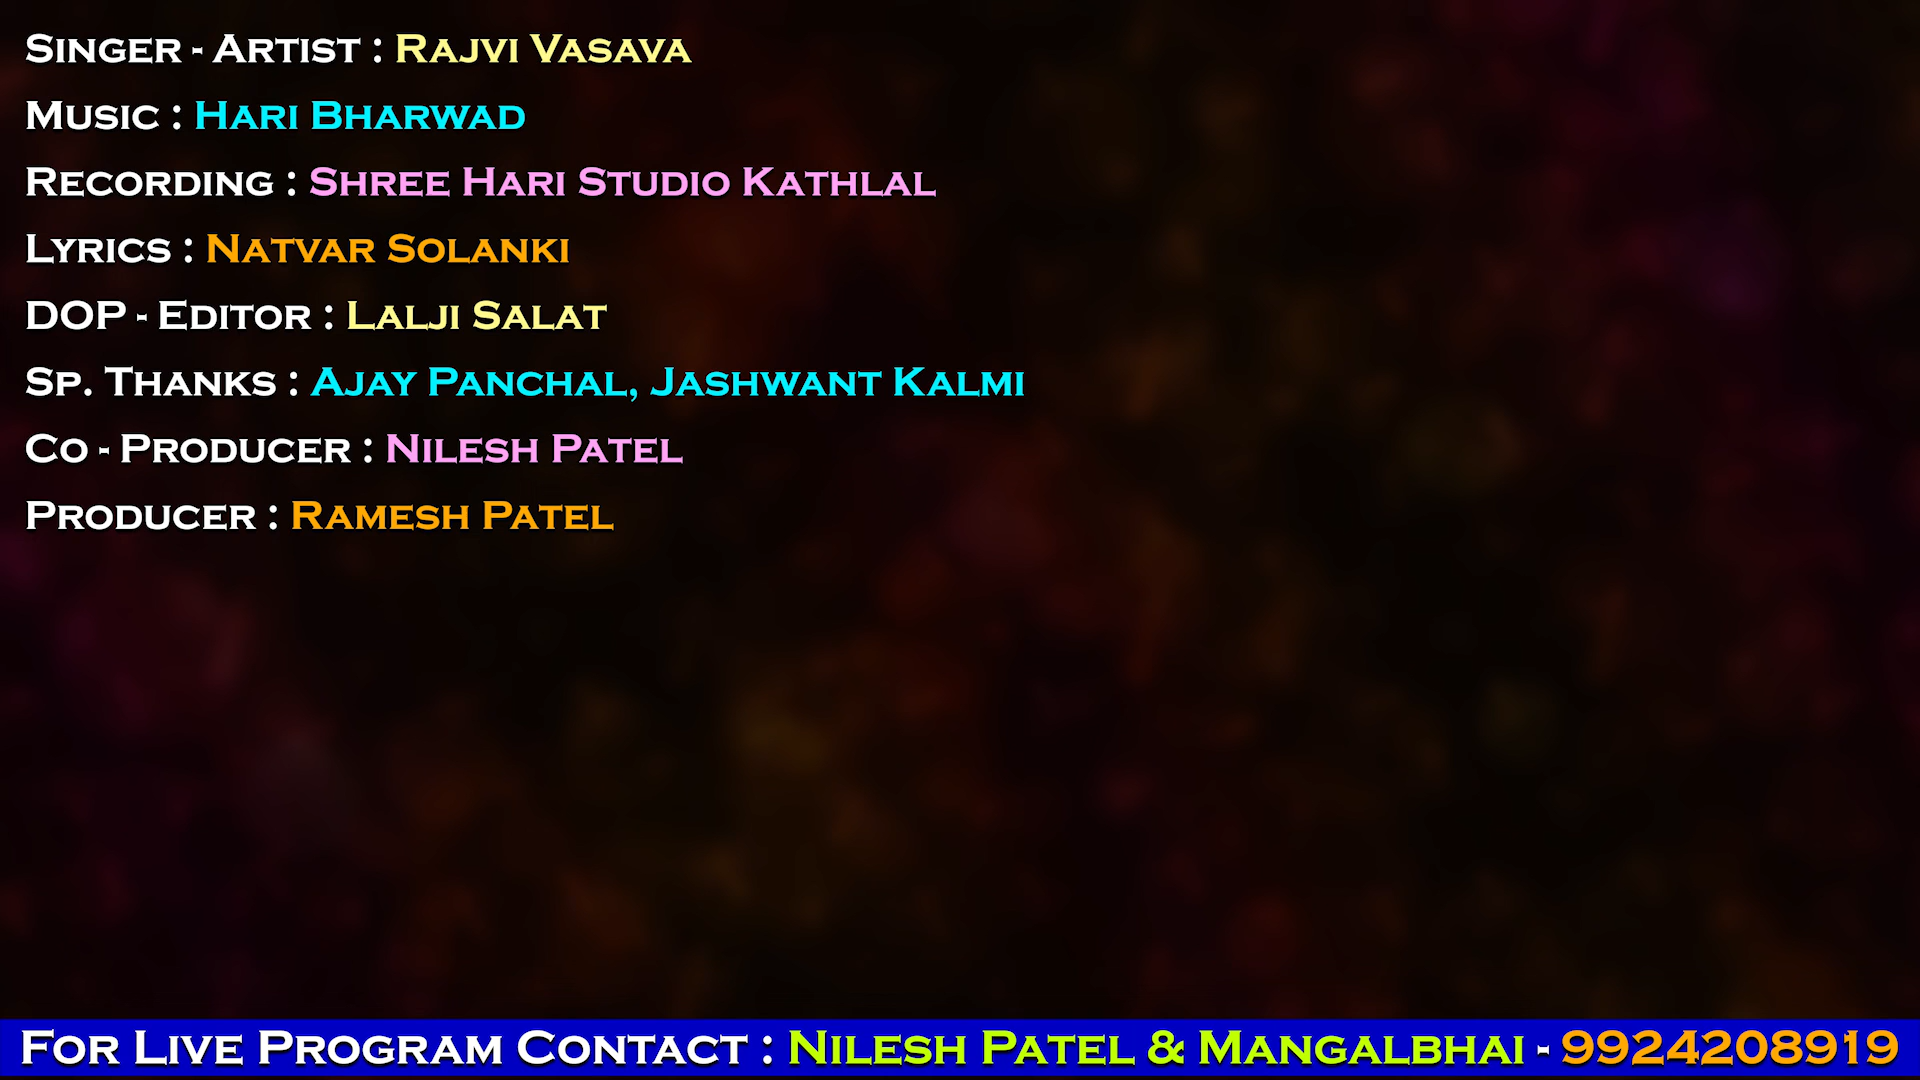 Singer - Artist : Rajvi Vasava
Music : Hari Bharwad
Recording : Shree Hari Studio Kathlal
Lyrics : Natvar Solanki
DOP - Editor : Lalji Salat
Sp. Thanks : Ajay Panchal, Jashwant Kalmi
Co - Producer : Nilesh Patel
Producer : Ramesh Patel
For Live Program Contact : Nilesh Patel & Mangalbhai - 9924208919